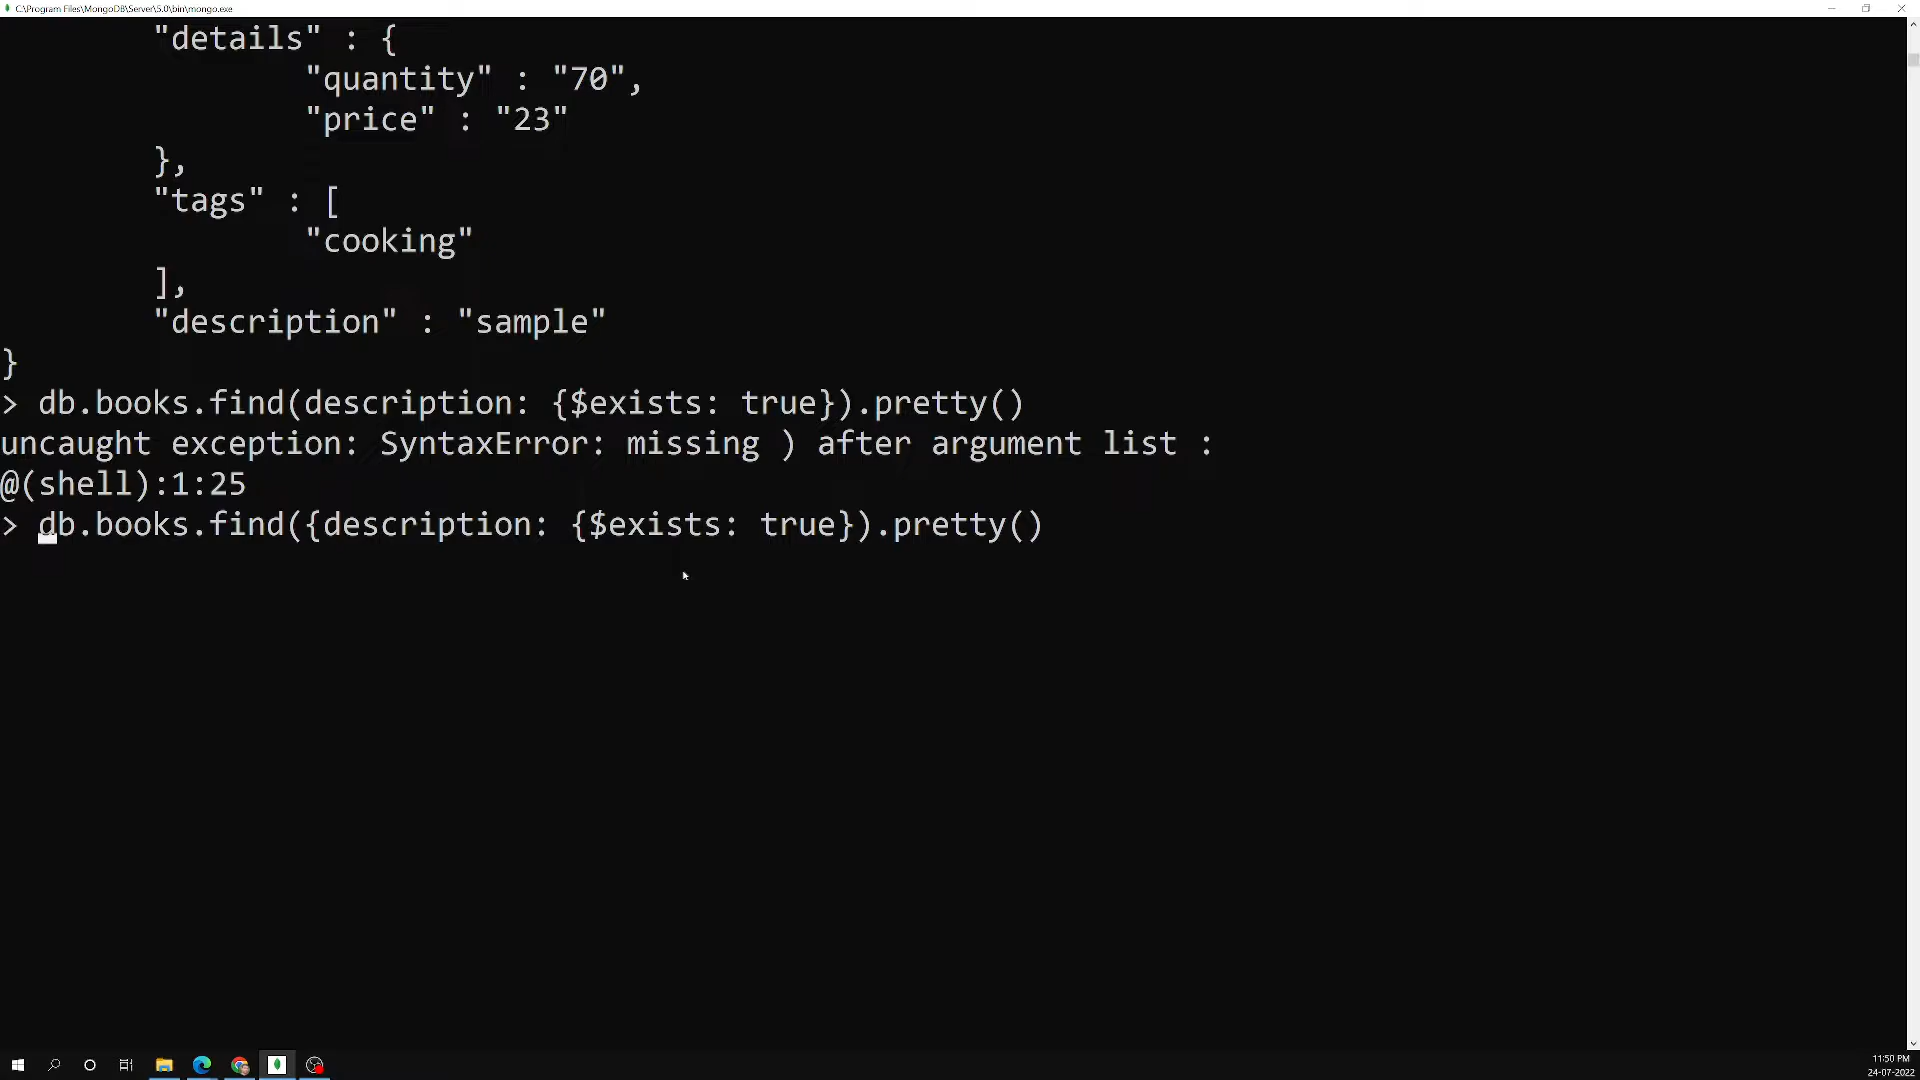 C:\Program Files\MongoDB\Server\5.0\bin\mongo.exe
"details" : {
"quantity" : "70",
"price" : "23"
},
"tags" : [
"cooking"
],
"description" : "sample"
}
> db.books.find(description: {$exists: true}).pretty()
uncaught exception: SyntaxError: missing ) after argument list :
@(shell):1:25
> db.books.find({description: {$exists: true}).pretty()
11:50 PM
24-07-2022